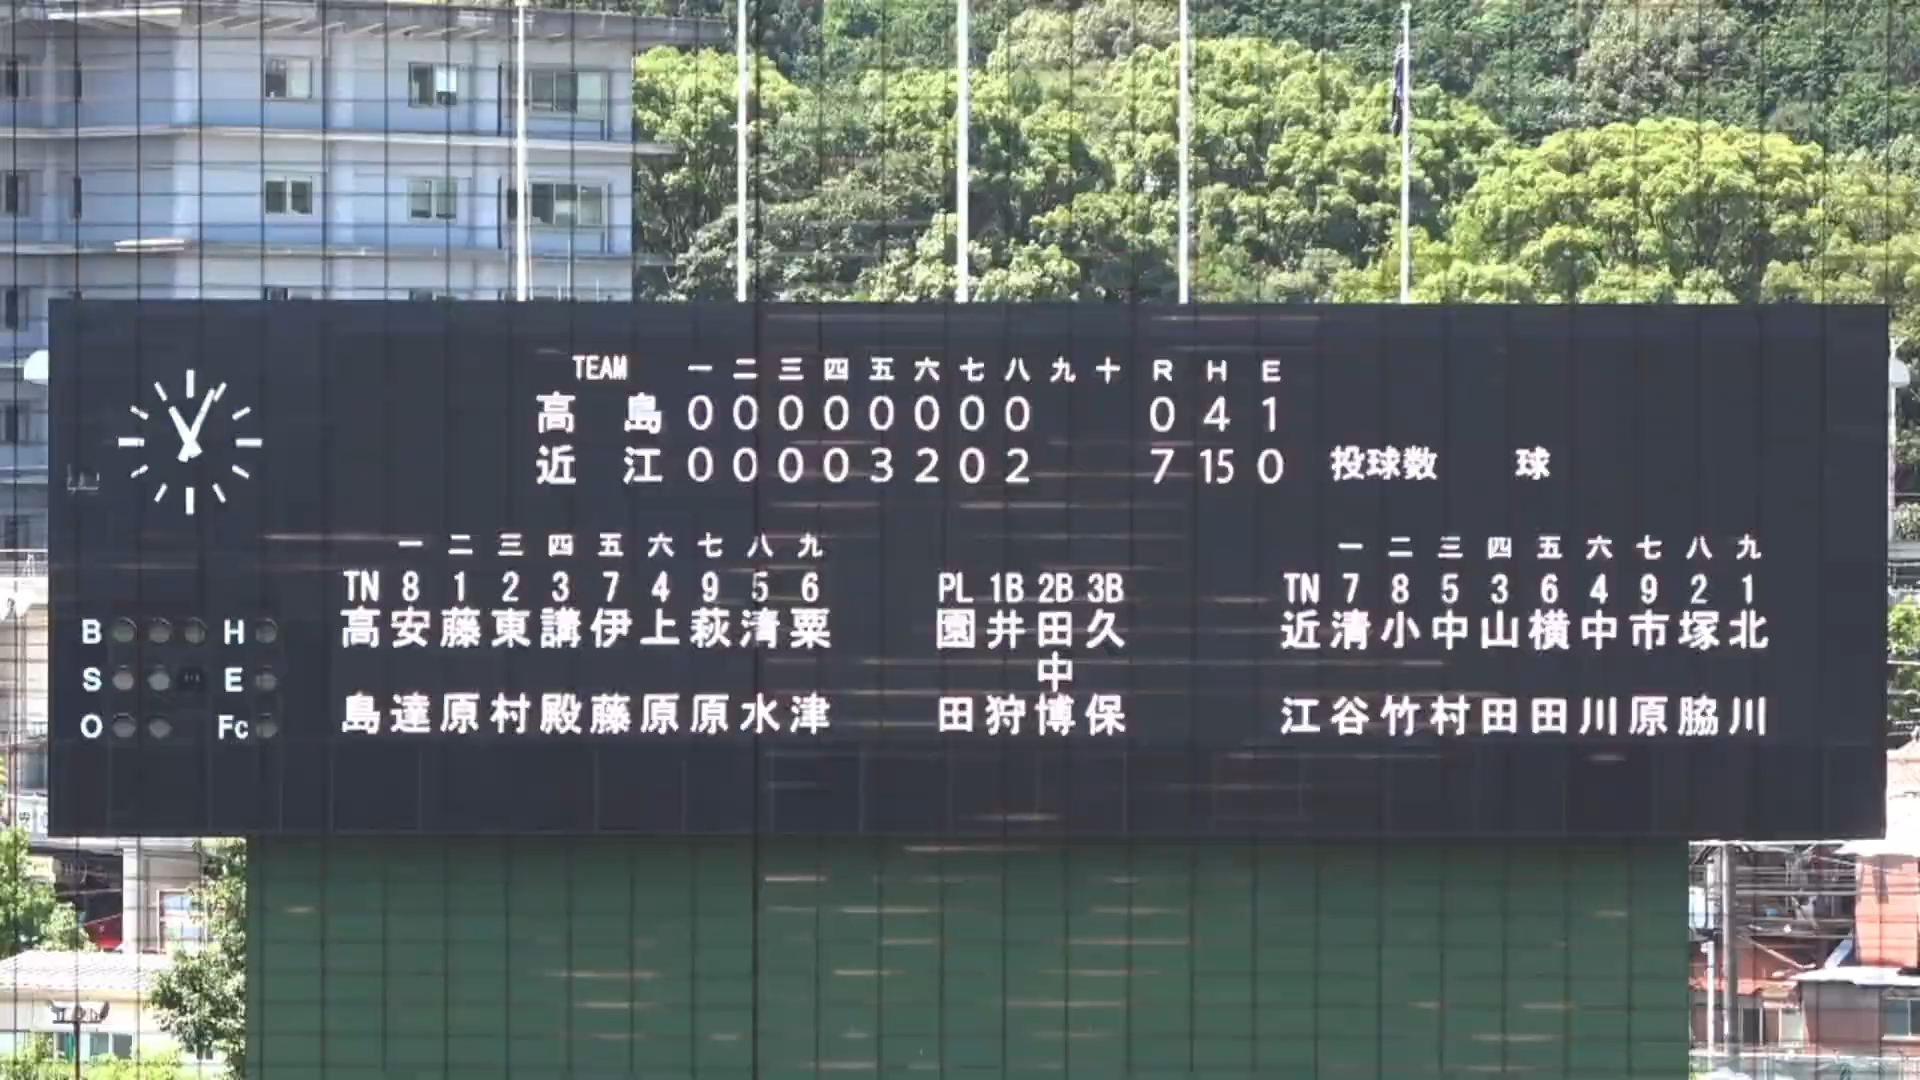 TEAM 一 二 三 四 五 六 七 八 九 十 R H E
高島 0 0 0 0 0 0 0 0 0 4 1
近江 0 0 0 0 3 2 0 2 7 15 0 投球数 球
一 二 三 四 五 六 七 八 九
TN 8 1 2 3 7 4 9 5 6
高島 安達 藤原 東村 講殿 伊藤 上原 萩原 清水 粟津
PL 1B 2B 3B
園田 井狩 田中博 久保
一 二 三 四 五 六 七 八 九
TN 7 8 5 3 6 4 9 2 1
近江 清谷 小竹 中村 山田 横田 中川 市原 塚脇 北川
B H
S E
O Fc